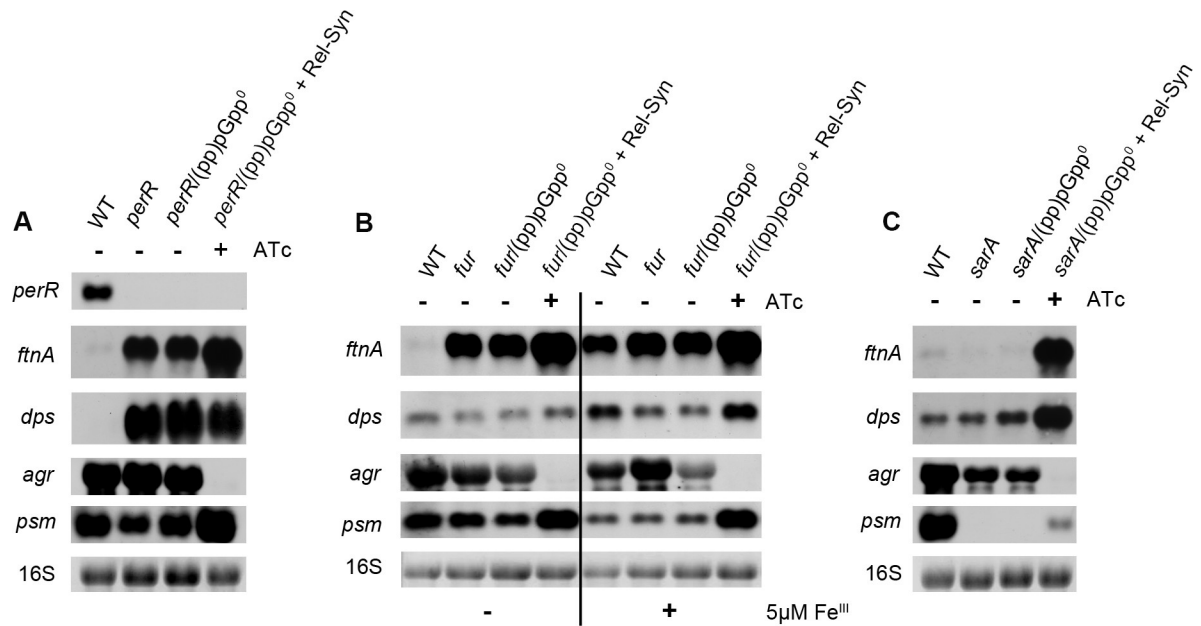 A
WT
perR
perR/(pp)pGpp⁰
perR/(pp)pGpp⁰ + Rel-Syn
- - - + ATc
perR
ftnA
dps
agr
psm
16S
B
WT
fur
fur/(pp)pGpp⁰
fur/(pp)pGpp⁰ + Rel-Syn
WT
fur
fur/(pp)pGpp⁰
fur/(pp)pGpp⁰ + Rel-Syn
- - - + - - - + ATc
ftnA
dps
agr
psm
16S
- + 5µM Feᴵᴵᴵ
C
WT
sarA
sarA/(pp)pGpp⁰
sarA/(pp)pGpp⁰ + Rel-Syn
- - - + ATc
ftnA
dps
agr
psm
16S